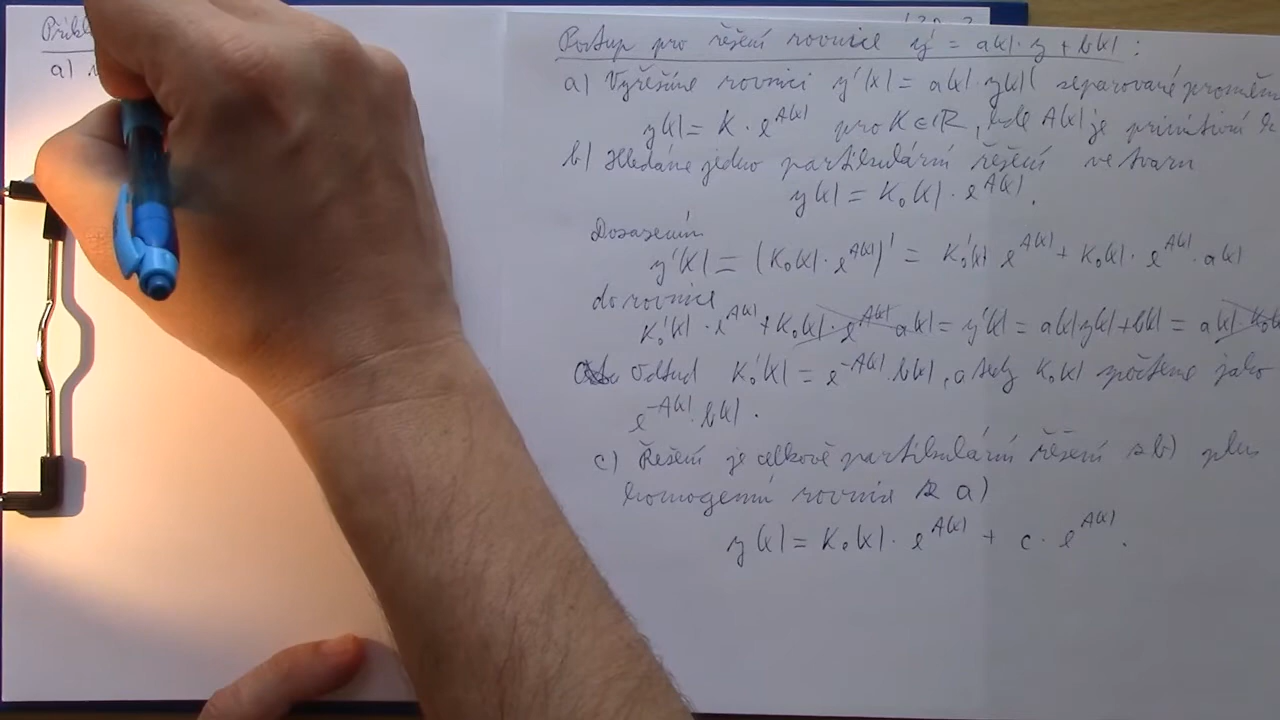 Příkl
a)
Postup pro řešení rovnice y' = a(x)·y + b(x) :
a) Vyřešíme rovnici y'(x) = a(x)·y(x) ( separované proměn
y(x) = K · e^{A(x)} pro K ∈ ℝ, kde A(x) je primitivní k
b) Hledáme jedno partikulární řešení ve tvaru
y(x) = K₀(x) · e^{A(x)}.
Dosazením
y'(x) = (K₀(x)·e^{A(x)})' = K₀'(x) e^{A(x)} + K₀(x) · e^{A(x)} · a(x)
do rovnice
K₀'(x) · e^{A(x)} + K₀(x) · e^{A(x)} a(x) = y'(x) = a(x)y(x) + b(x) = a(x)·K₀(x)
Odtud K₀'(x) = e^{-A(x)} · b(x), a tedy K₀(x) spočteme jako
e^{-A(x)} · b(x) .
c) Řešení je celkově partikulární řešení z b) plus
homogenní rovnice z a)
y(x) = K₀(x) · e^{A(x)} + c · e^{A(x)} .